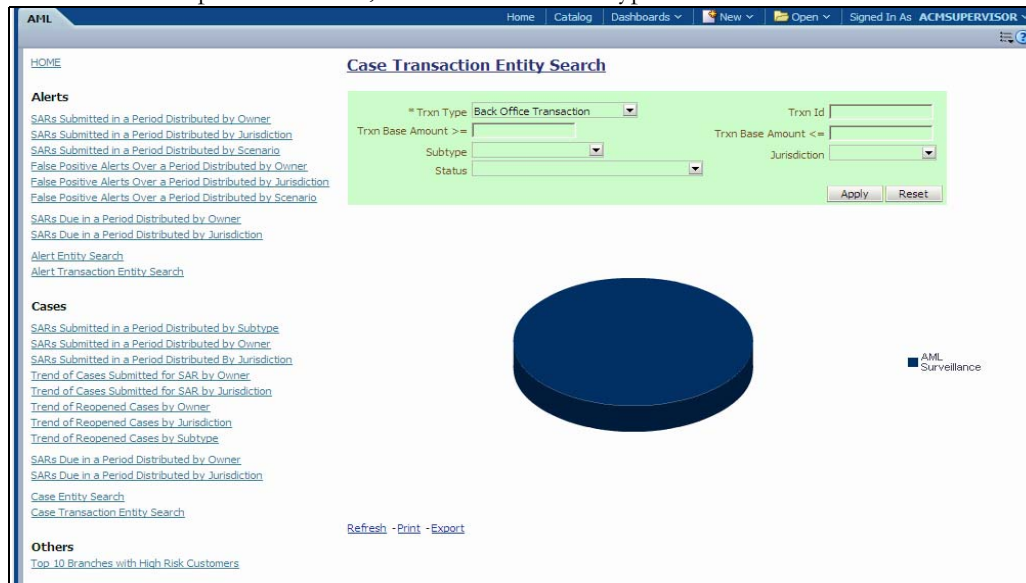 AML
Home Catalog Dashboards New Open Signed In As ACMSUPERVISOR
HOME
Alerts
SARs Submitted in a Period Distributed by Owner
SARs Submitted in a Period Distributed by Jurisdiction
SARs Submitted in a Period Distributed by Scenario
False Positive Alerts Over a Period Distributed by Owner
False Positive Alerts Over a Period Distributed by Jurisdiction
False Positive Alerts Over a Period Distributed by Scenario
SARs Due in a Period Distributed by Owner
SARs Due in a Period Distributed by Jurisdiction
Alert Entity Search
Alert Transaction Entity Search
Cases
SARs Submitted in a Period Distributed by Subtype
SARs Submitted in a Period Distributed by Owner
SARs Submitted in a Period Distributed By Jurisdiction
Trend of Cases Submitted for SAR by Owner
Trend of Cases Submitted for SAR by Jurisdiction
Trend of Reopened Cases by Owner
Trend of Reopened Cases by Jurisdiction
Trend of Reopened Cases by Subtype
SARs Due in a Period Distributed by Owner
SARs Due in a Period Distributed by Jurisdiction
Case Entity Search
Case Transaction Entity Search
Others
Top 10 Branches with High Risk Customers
Case Transaction Entity Search
* Trxn Type Back Office Transaction Trxn Id
Trxn Base Amount >= Trxn Base Amount <=
Subtype Jurisdiction
Status
Apply Reset
AML
Surveillance
Refresh - Print - Export